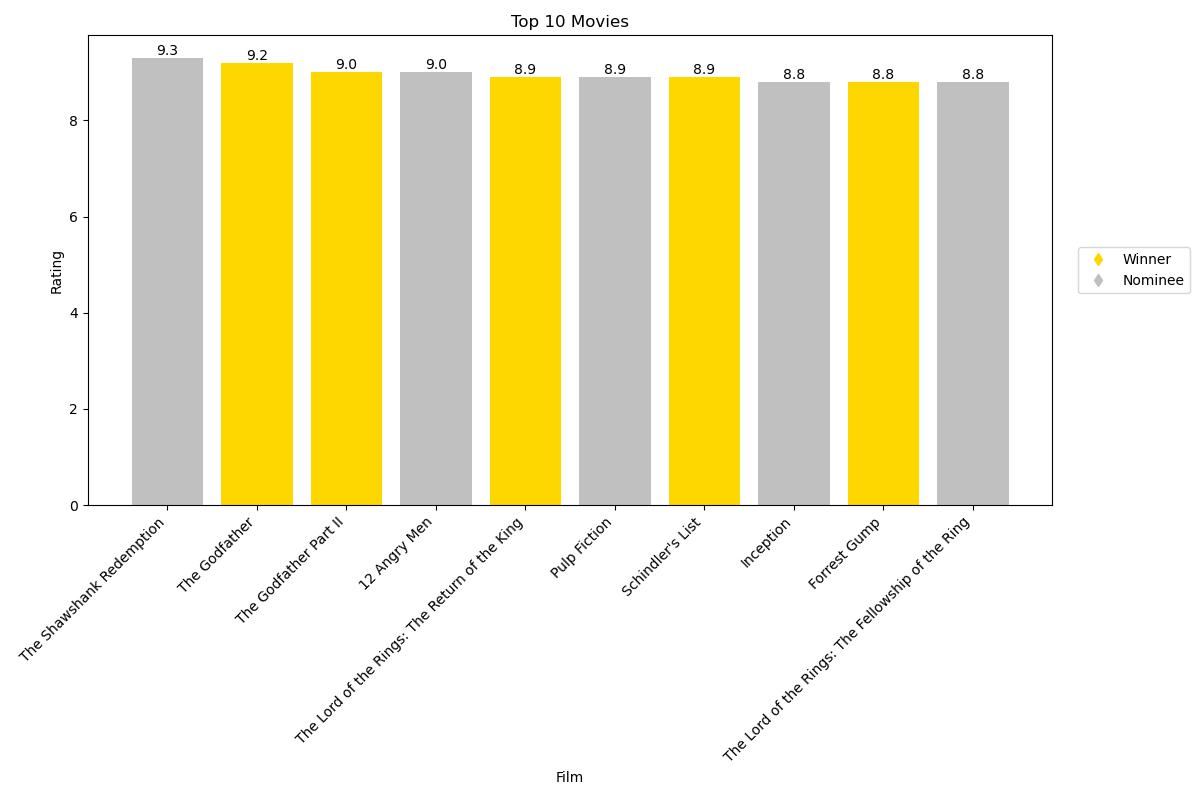 Top 10 Movies
9.3
9.2
9.0
9.0
8.9
8.9
8.9
8.8
8.8
8.8
8
6
4
2
0
Rating
Winner
Nominee
The Shawshank Redemption
The Godfather
The Godfather Part II
12 Angry Men
The Lord of the Rings: The Return of the King
Pulp Fiction
Schindler's List
Inception
Forrest Gump
The Lord of the Rings: The Fellowship of the Ring
Film